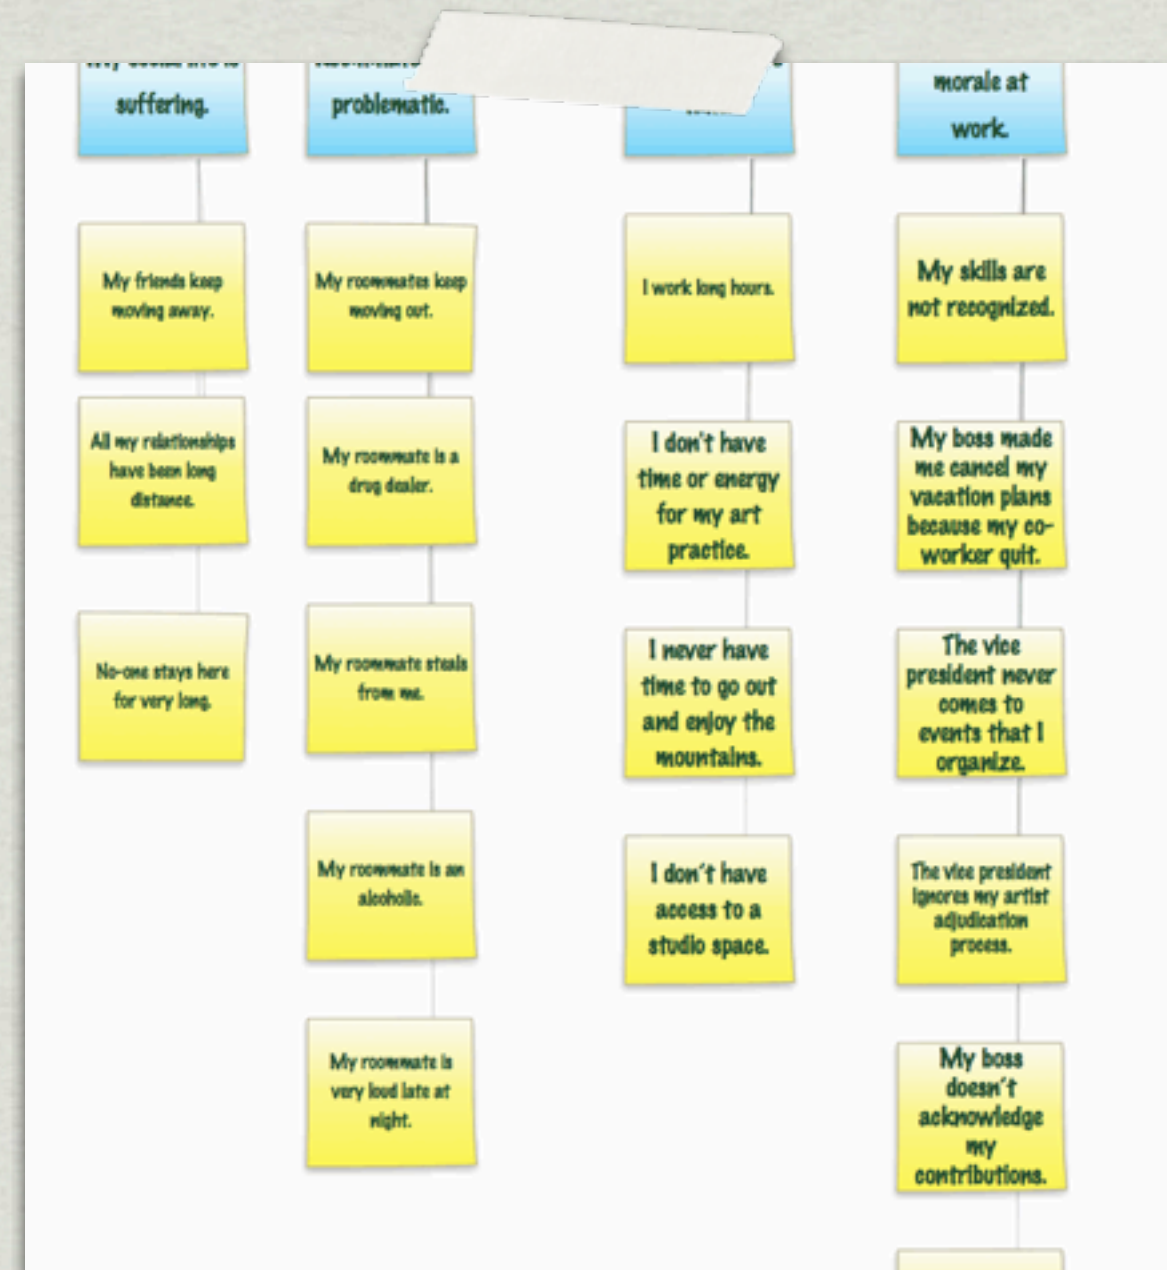 suffering.
My friends keep
moving away.
All my relationships
have been long
distance.
No-one stays here
for very long.
problematic.
My roommates keep
moving out.
My roommate is a
drug dealer.
My roommate steals
from me.
My roommate is an
alcoholic.
My roommate is
very loud late at
night.
I work long hours.
I don't have
time or energy
for my art
practice.
I never have
time to go out
and enjoy the
mountains.
I don't have
access to a
studio space.
morale at
work.
My skills are
not recognized.
My boss made
me cancel my
vacation plans
because my co-
worker quit.
The vice
president never
comes to
events that I
organize.
The vice president
ignores my artist
adjudication
process.
My boss
doesn't
acknowledge
my
contributions.